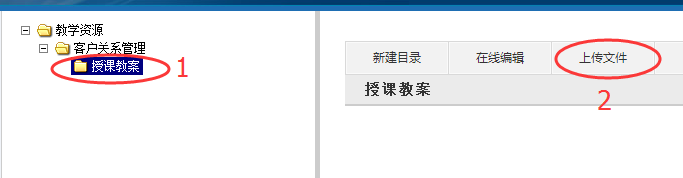 教学资源
客户关系管理
授课教案
1
新建目录
在线编辑
上传文件
2
授课教案